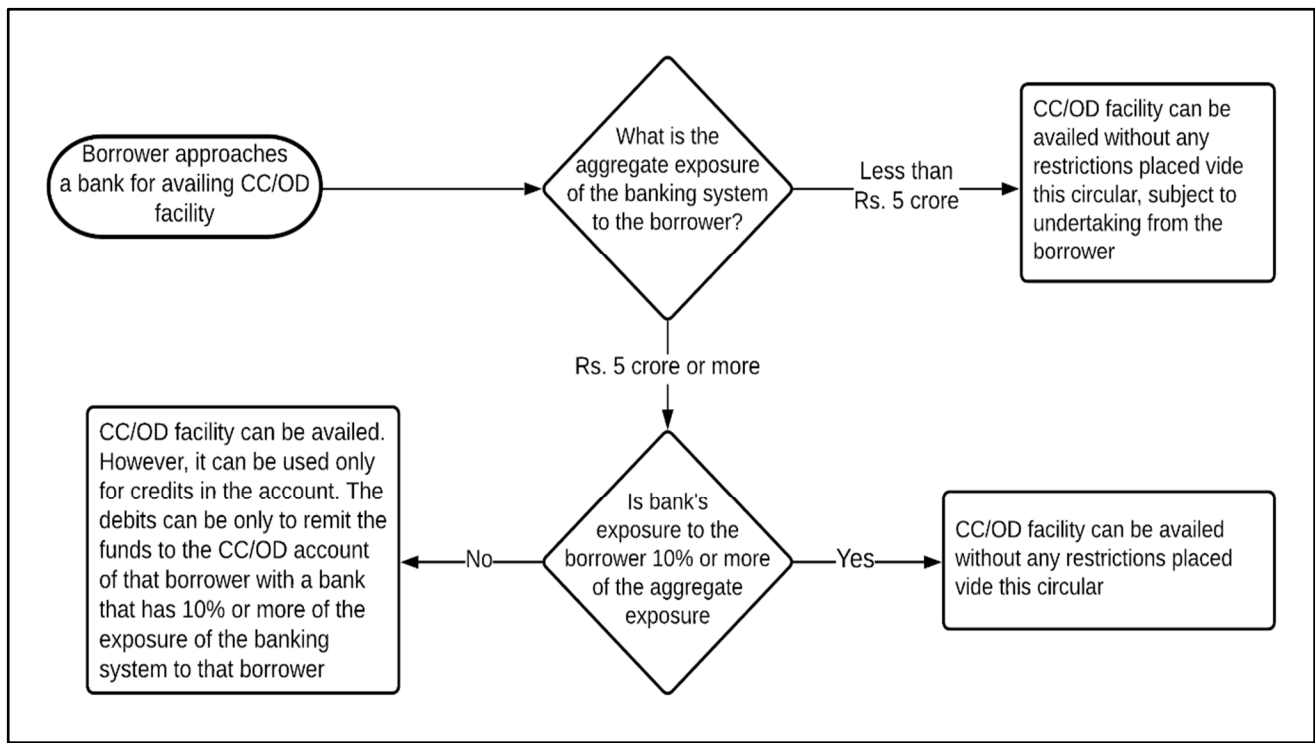 Borrower approaches
a bank for availing CC/OD
facility
What is the
aggregate exposure
of the banking system
to the borrower?
Less than
Rs. 5 crore
CC/OD facility can be
availed without any
restrictions placed vide
this circular, subject to
undertaking from the
borrower
Rs. 5 crore or more
Is bank's
exposure to the
borrower 10% or more
of the aggregate
exposure
No
CC/OD facility can be availed.
However, it can be used only
for credits in the account. The
debits can be only to remit the
funds to the CC/OD account
of that borrower with a bank
that has 10% or more of the
exposure of the banking
system to that borrower
Yes
CC/OD facility can be availed
without any restrictions placed
vide this circular